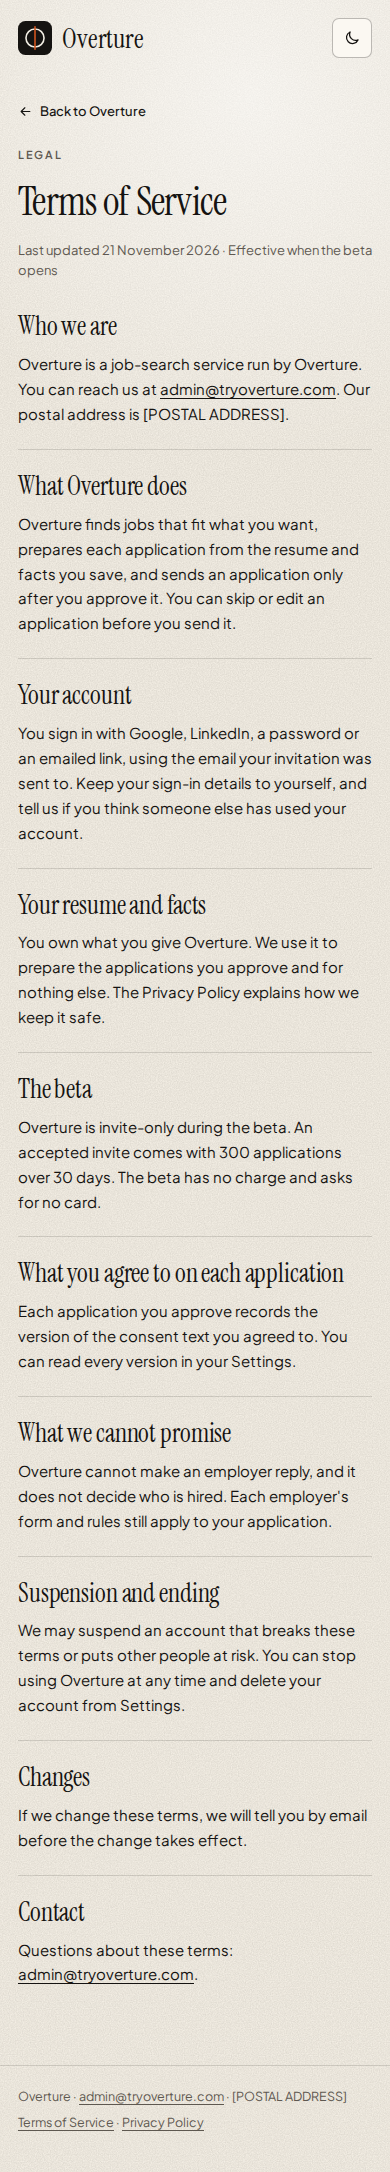 Overture
← Back to Overture
LEGAL
Terms of Service
Last updated 21 November 2026 · Effective when the beta
opens
Who we are
Overture is a job-search service run by Overture.
You can reach us at admin@tryoverture.com. Our
postal address is [POSTAL ADDRESS].
What Overture does
Overture finds jobs that fit what you want,
prepares each application from the resume and
facts you save, and sends an application only
after you approve it. You can skip or edit an
application before you send it.
Your account
You sign in with Google, LinkedIn, a password or
an emailed link, using the email your invitation was
sent to. Keep your sign-in details to yourself, and
tell us if you think someone else has used your
account.
Your resume and facts
You own what you give Overture. We use it to
prepare the applications you approve and for
nothing else. The Privacy Policy explains how we
keep it safe.
The beta
Overture is invite-only during the beta. An
accepted invite comes with 300 applications
over 30 days. The beta has no charge and asks
for no card.
What you agree to on each application
Each application you approve records the
version of the consent text you agreed to. You
can read every version in your Settings.
What we cannot promise
Overture cannot make an employer reply, and it
does not decide who is hired. Each employer's
form and rules still apply to your application.
Suspension and ending
We may suspend an account that breaks these
terms or puts other people at risk. You can stop
using Overture at any time and delete your
account from Settings.
Changes
If we change these terms, we will tell you by email
before the change takes effect.
Contact
Questions about these terms:
admin@tryoverture.com.
Overture · admin@tryoverture.com · [POSTAL ADDRESS]
Terms of Service · Privacy Policy